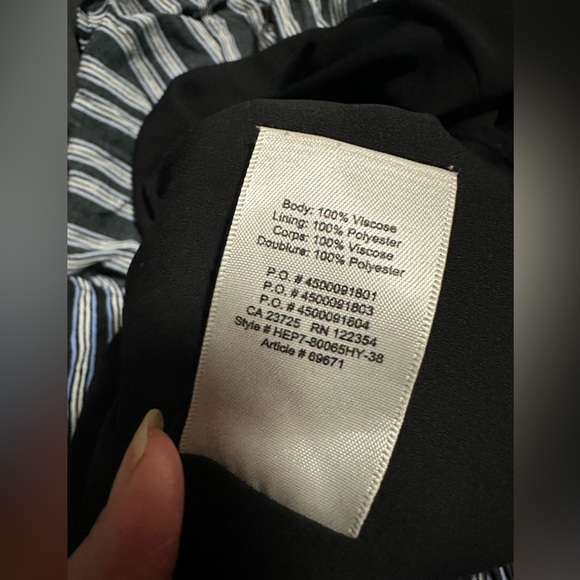 Body: 100% Viscose
Lining: 100% Polyester
Corps: 100% Viscose
Doublure: 100% Polyester
P.O. # 4500091801
P.O. # 4500091803
P.O. # 4500091804
CA 23725 RN 122354
Style # HEP7-80065HY-38
Article # 69671